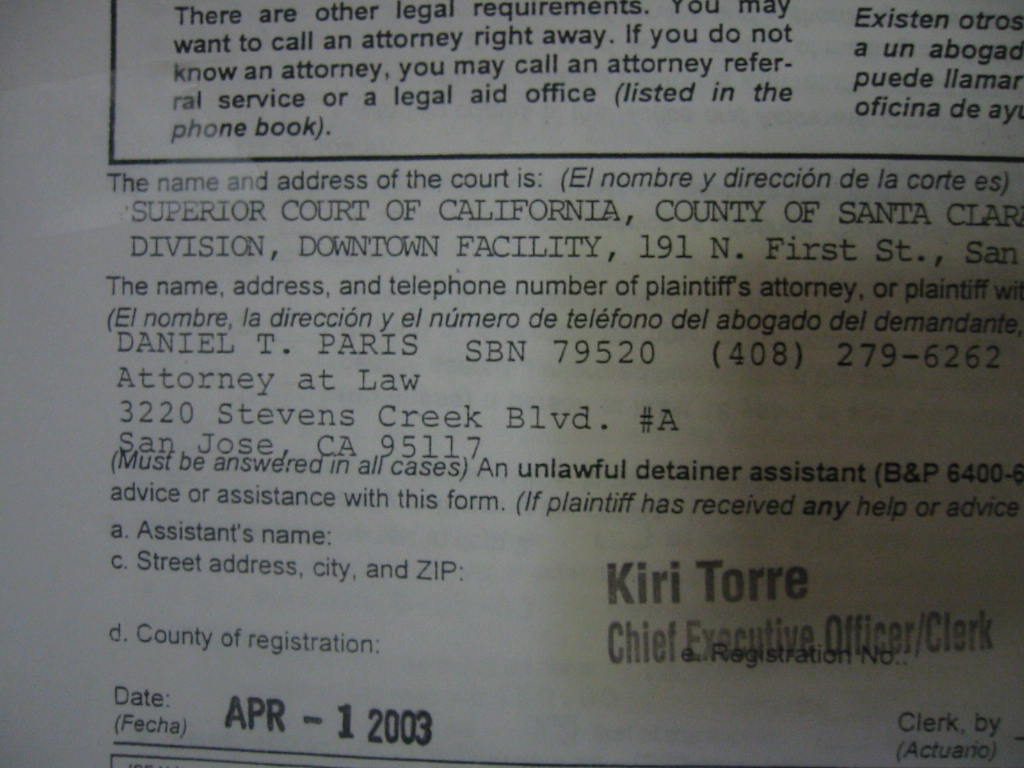 There are other legal requirements. You may
want to call an attorney right away. If you do not
know an attorney, you may call an attorney refer-
ral service or a legal aid office (listed in the
phone book).
Existen otros
a un abogad
puede llamar
oficina de ayu
The name and address of the court is: (El nombre y dirección de la corte es)
SUPERIOR COURT OF CALIFORNIA, COUNTY OF SANTA CLAR
DIVISION, DOWNTOWN FACILITY, 191 N. First St., San
The name, address, and telephone number of plaintiff's attorney, or plaintiff wit
(El nombre, la dirección y el número de teléfono del abogado del demandante,
DANIEL T. PARIS SBN 79520 (408) 279-6262
Attorney at Law
3220 Stevens Creek Blvd. #A
San Jose, CA 95117
(Must be answered in all cases) An unlawful detainer assistant (B&P 6400-6
advice or assistance with this form. (If plaintiff has received any help or advice
a. Assistant's name:
c. Street address, city, and ZIP:
Kiri Torre
Chief Executive Officer/Clerk
d. County of registration:
e. Registration No.:
Date:
(Fecha)
APR - 1 2003
Clerk, by
(Actuario)